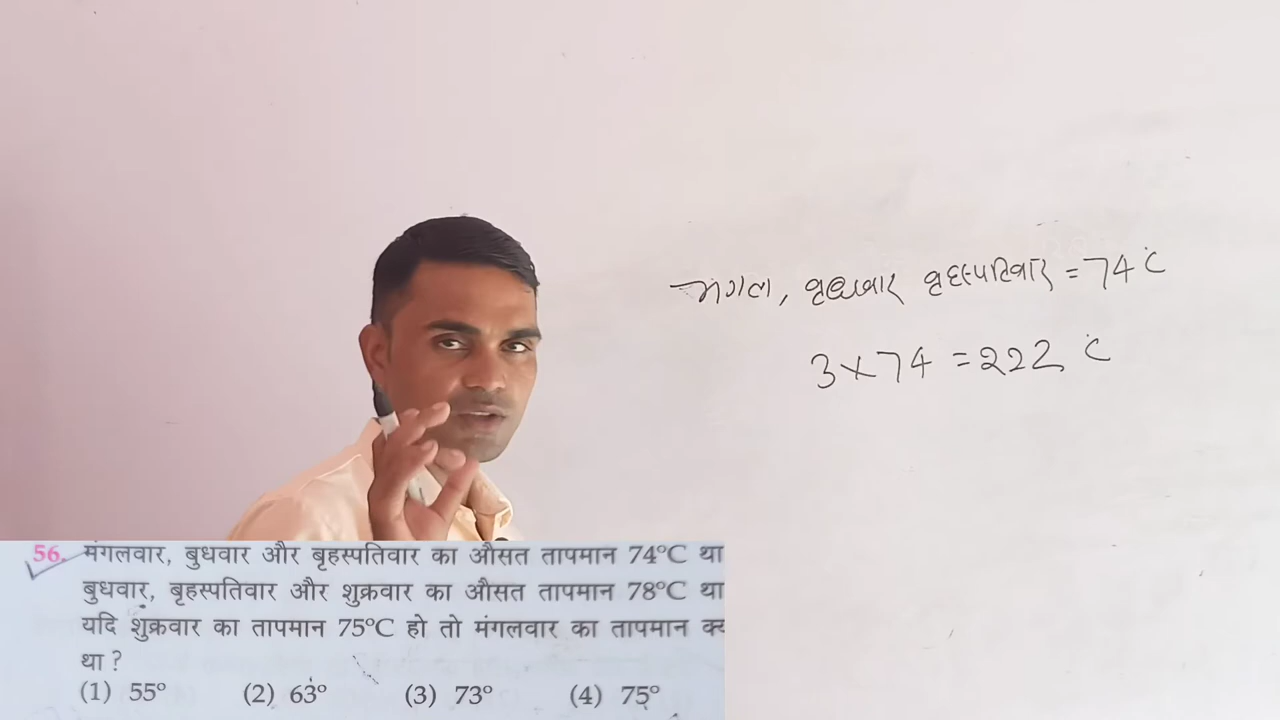 मंगल, बुधवार बृहस्पतिवार = 74°C
3 × 74 = 222 °C
56. मंगलवार, बुधवार और बृहस्पतिवार का औसत तापमान 74°C था
बुधवार, बृहस्पतिवार और शुक्रवार का औसत तापमान 78°C था
यदि शुक्रवार का तापमान 75°C हो तो मंगलवार का तापमान क्य
था ?
(1) 55° (2) 63° (3) 73° (4) 75°